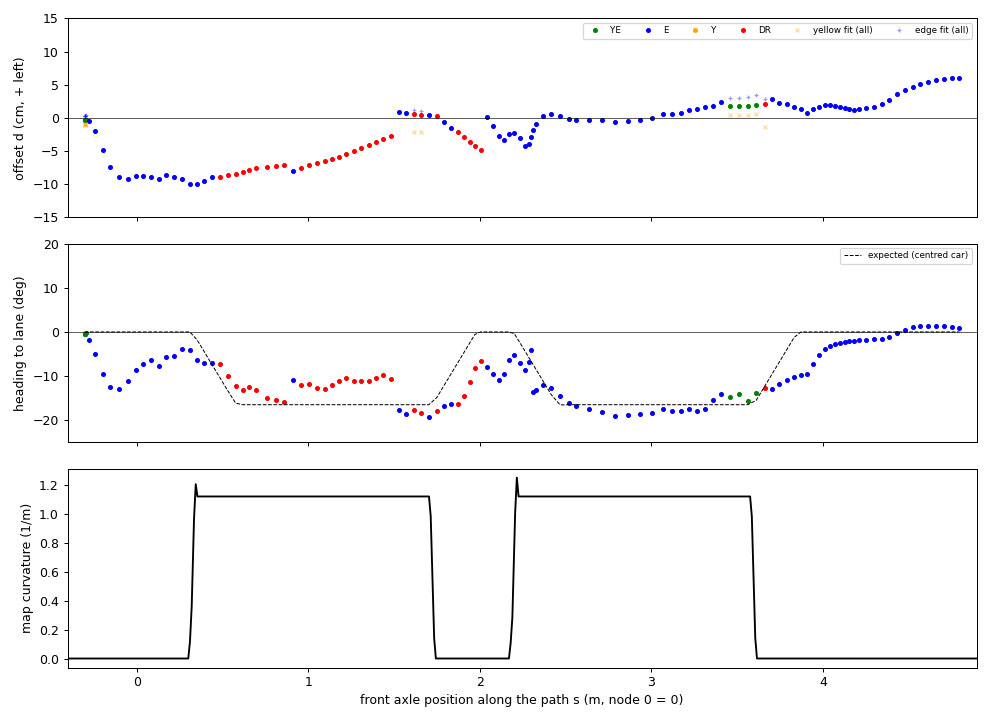 15
10
5
0
−5
−10
−15
offset d (cm, + left)
YE E Y DR yellow fit (all) edge fit (all)
20
10
0
−10
−20
heading to lane (deg)
expected (centred car)
1.2
1.0
0.8
0.6
0.4
0.2
0.0
map curvature (1/m)
0 1 2 3 4
front axle position along the path s (m, node 0 = 0)